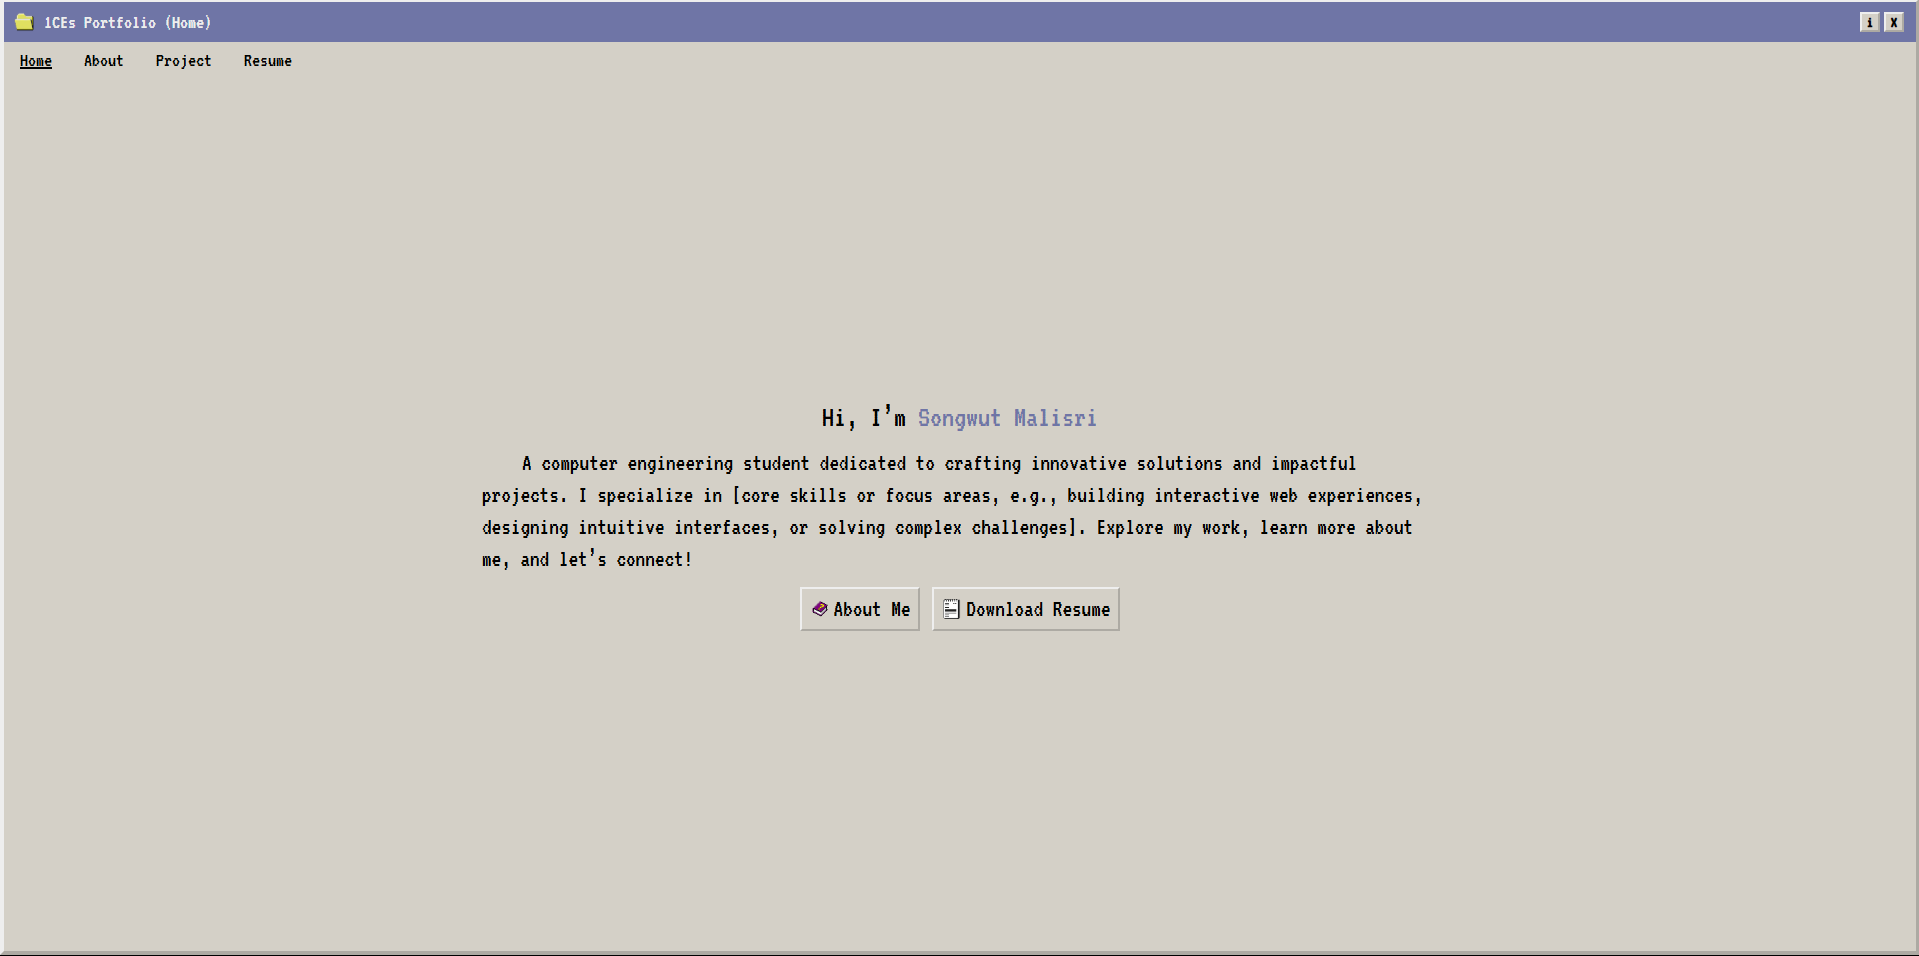 1CEs Portfolio (Home)
i X
Home About Project Resume
Hi, I'm Songwut Malisri
A computer engineering student dedicated to crafting innovative solutions and impactful
projects. I specialize in [core skills or focus areas, e.g., building interactive web experiences,
designing intuitive interfaces, or solving complex challenges]. Explore my work, learn more about
me, and let's connect!
About Me Download Resume